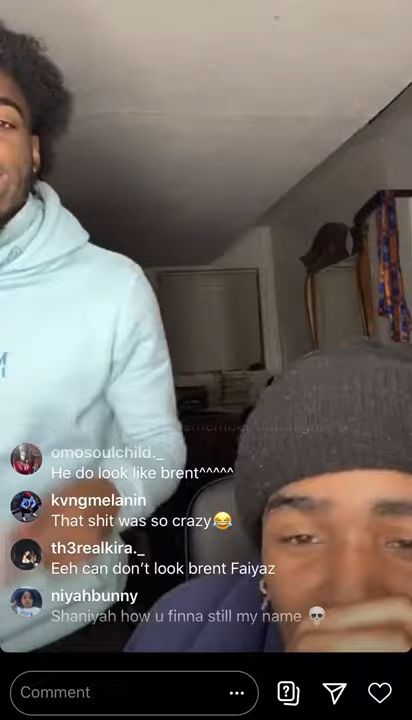 omosoulchild._
He do look like brent^^^^^
kvngmelanin
That shit was so crazy😂
th3realkira._
Eeh can don't look brent Faiyaz
niyahbunny
Shaniyah how u finna still my name 💀
Comment